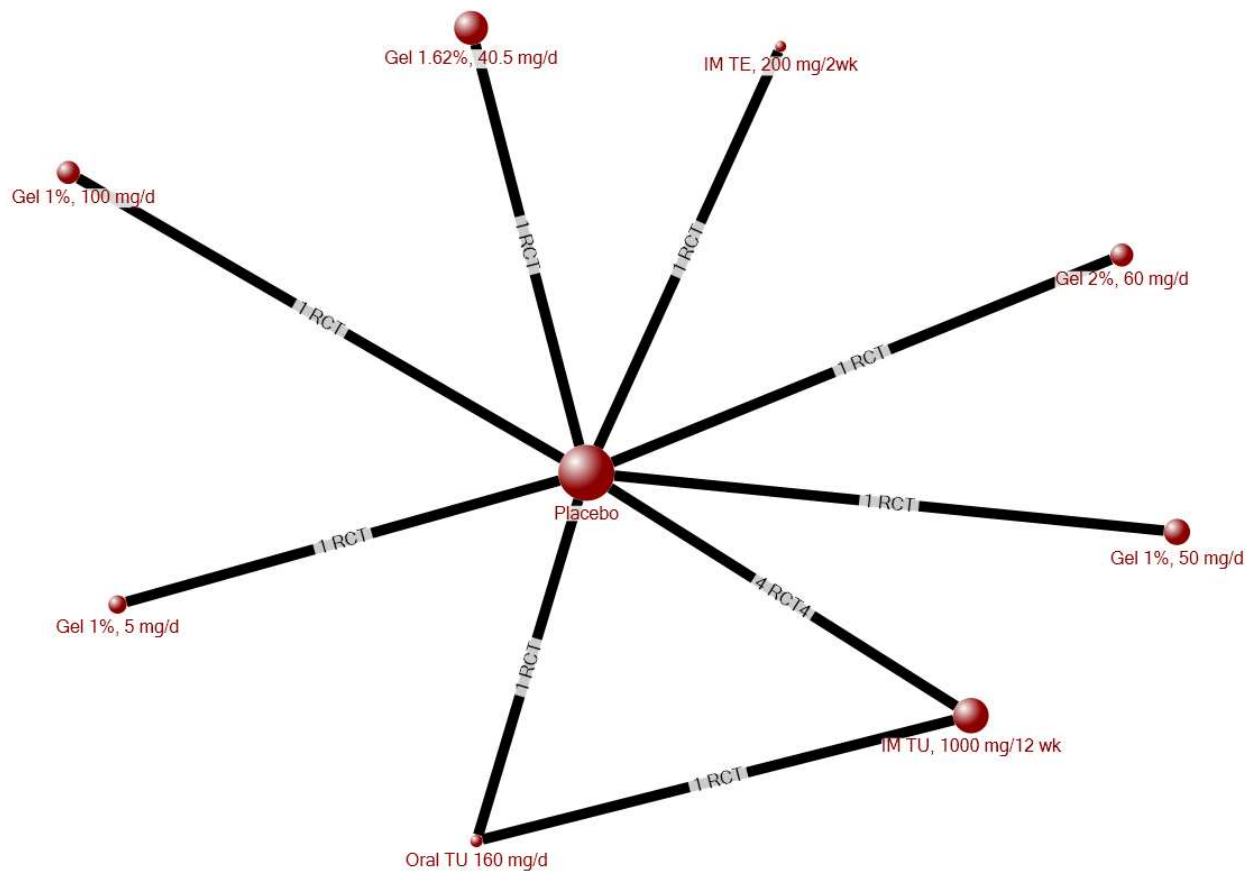 Gel 1.62%, 40.5 mg/d
IM TE, 200 mg/2wk
Gel 1%, 100 mg/d
1 RCT
1 RCT
Gel 2%, 60 mg/d
1 RCT
1 RCT
Placebo
1 RCT
1 RCT
Gel 1%, 50 mg/d
4 RCT4
Gel 1%, 5 mg/d
1 RCT
IM TU, 1000 mg/12 wk
1 RCT
Oral TU 160 mg/d